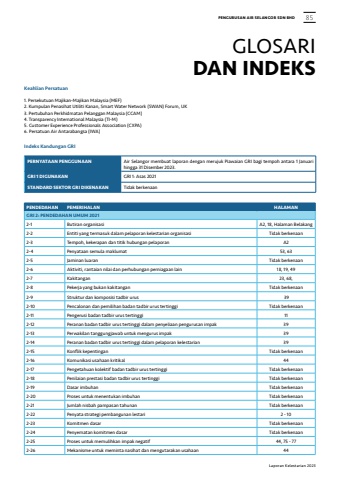 PENGURUSAN AIR SELANGOR SDN BHD 85
GLOSARI
DAN INDEKS
Keahlian Persatuan
1. Persekutuan Majikan-Majikan Malaysia (MEF)
2. Kumpulan Penasihat Utiliti Kanan, Smart Water Network (SWAN) Forum, UK
3. Pertubuhan Perkhidmatan Pelanggan Malaysia (CCAM)
4. Transparency International Malaysia (TI-M)
5. Customer Experience Professionals Association (CXPA)
6. Persatuan Air Antarabangsa (IWA)
Indeks Kandungan GRI
PERNYATAAN PENGGUNAAN Air Selangor membuat laporan dengan merujuk Piawaian GRI bagi tempoh antara 1 Januari
hingga 31 Disember 2023.
GRI 1 DIGUNAKAN GRI 1: Asas 2021
STANDARD SEKTOR GRI DIGUNAKAN Tidak berkenaan
PENDEDAHAN PEMERIHALAN HALAMAN
GRI 2: PENDEDAHAN UMUM 2021
2-1 Butiran organisasi A2, 18, Halaman Belakang
2-2 Entiti yang termasuk dalam pelaporan kelestarian organisasi Tidak berkenaan
2-3 Tempoh, kekerapan dan titik hubungan pelaporan A2
2-4 Penyataan semula maklumat 53, 63
2-5 Jaminan luaran Tidak berkenaan
2-6 Aktiviti, rantaian nilai dan perhubungan perniagaan lain 18, 19, 49
2-7 Kakitangan 23, 68,
2-8 Pekerja yang bukan kakitangan Tidak berkenaan
2-9 Struktur dan komposisi tadbir urus 39
2-10 Pencalonan dan pemilihan badan tadbir urus tertinggi Tidak berkenaan
2-11 Pengerusi badan tadbir urus tertinggi 11
2-12 Peranan badan tadbir urus tertinggi dalam penyeliaan pengurusan impak 39
2-13 Perwakilan tanggungjawab untuk mengurus impak 39
2-14 Peranan badan tadbir urus tertinggi dalam pelaporan kelestarian 39
2-15 Konflik kepentingan Tidak berkenaan
2-16 Komunikasi usahaan kritikal 44
2-17 Pengetahuan kolektif badan tadbir urus tertinggi Tidak berkenaan
2-18 Penilaian prestasi badan tadbir urus tertinggi Tidak berkenaan
2-19 Dasar imbuhan Tidak berkenaan
2-20 Proses untuk menentukan imbuhan Tidak berkenaan
2-21 Jumlah nisbah pampasan tahunan Tidak berkenaan
2-22 Penyata strategi pembangunan lestari 2 - 10
2-23 Komitmen dasar Tidak berkenaan
2-24 Penyematan komitmen dasar Tidak berkenaan
2-25 Proses untuk memulihkan impak negatif 44, 75 - 77
2-26 Mekanisme untuk meminta nasihat dan mengutarakan usahaan 44
Laporan Kelestarian 2023